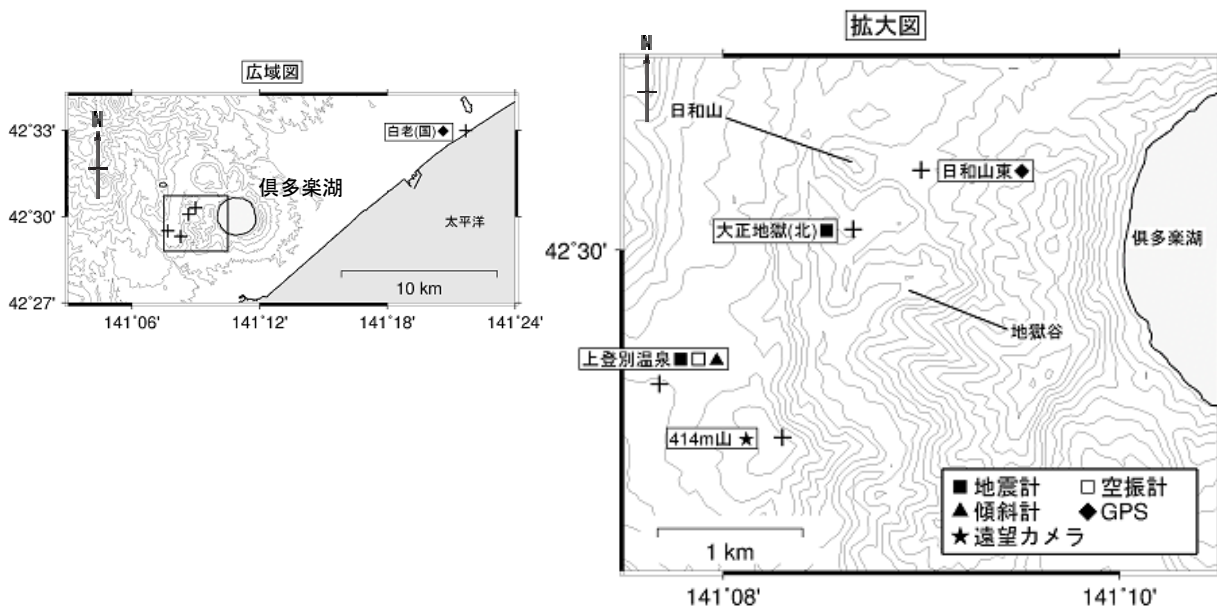 広域図
N
42°33'
42°30'
42°27'
白老(国)◆
倶多楽湖
太平洋
10 km
141°06'
141°12'
141°18'
141°24'
拡大図
N
日和山
日和山東◆
大正地獄(北)■
倶多楽湖
42°30'
地獄谷
上登別温泉■□▲
414m山 ★
■地震計 □空振計
▲傾斜計 ◆GPS
★遠望カメラ
1 km
141°08'
141°10'